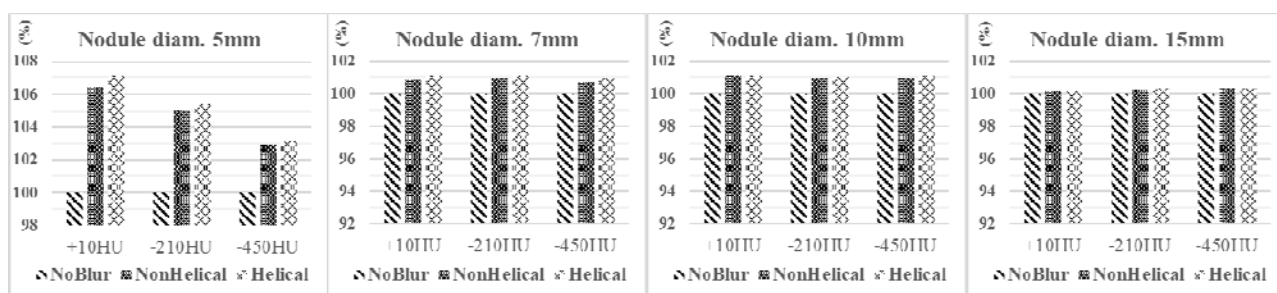 (%)
Nodule diam. 5mm
108
106
104
102
100
98
+10HU -210HU -450HU
NoBlur NonHelical Helical
(%)
Nodule diam. 7mm
102
100
98
96
94
92
+10HU -210HU -450HU
NoBlur NonHelical Helical
(%)
Nodule diam. 10mm
102
100
98
96
94
92
+10HU -210HU -450HU
NoBlur NonHelical Helical
(%)
Nodule diam. 15mm
102
100
98
96
94
92
+10HU -210HU -450HU
NoBlur NonHelical Helical